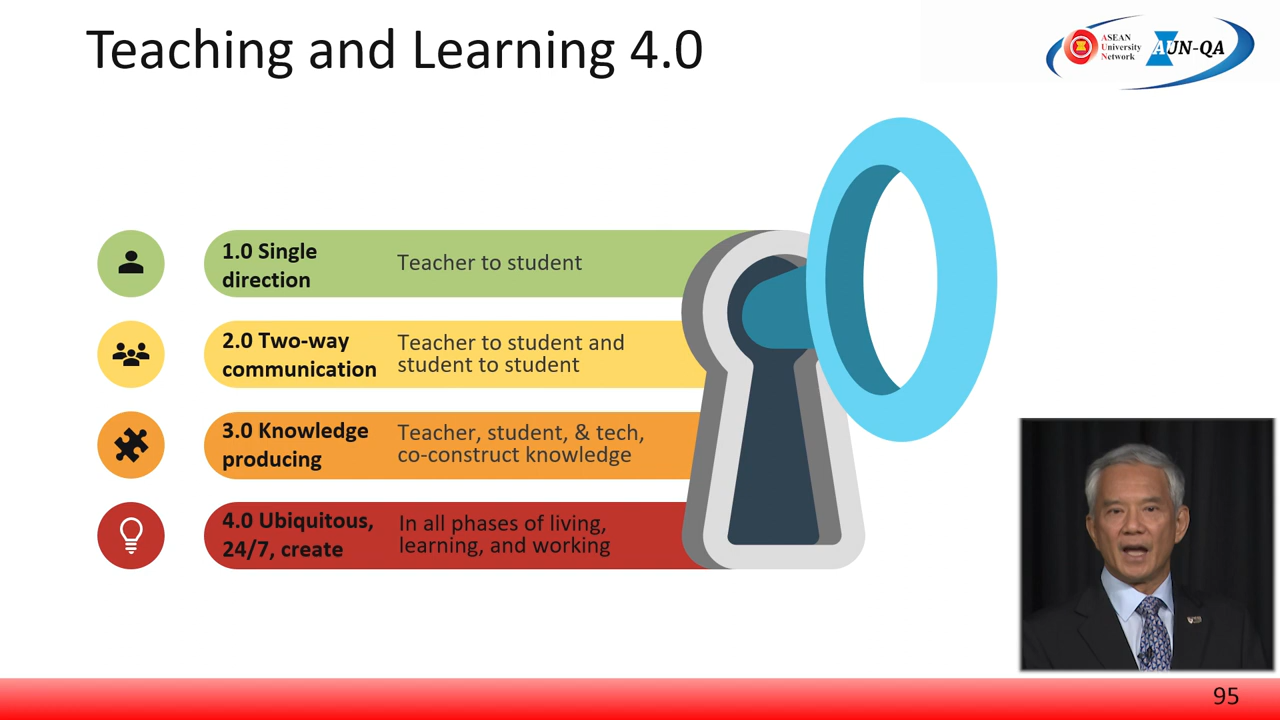 Teaching and Learning 4.0
ASEAN
University
Network
AUN-QA
1.0 Single
direction
Teacher to student
2.0 Two-way
communication
Teacher to student and
student to student
3.0 Knowledge
producing
Teacher, student, & tech,
co-construct knowledge
4.0 Ubiquitous,
24/7, create
In all phases of living,
learning, and working
95